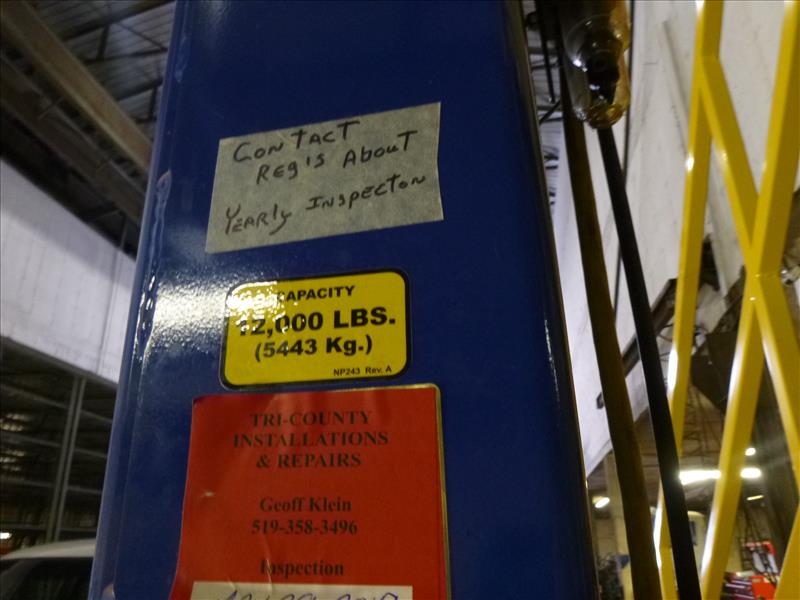 CONTACT
REG'S ABOUT
YEARLY INSPECTON
CAPACITY
12,000 LBS.
(5443 Kg.)
NP243 Rev. A
TRI-COUNTY
INSTALLATIONS
& REPAIRS
Geoff Klein
519-358-3496
Inspection